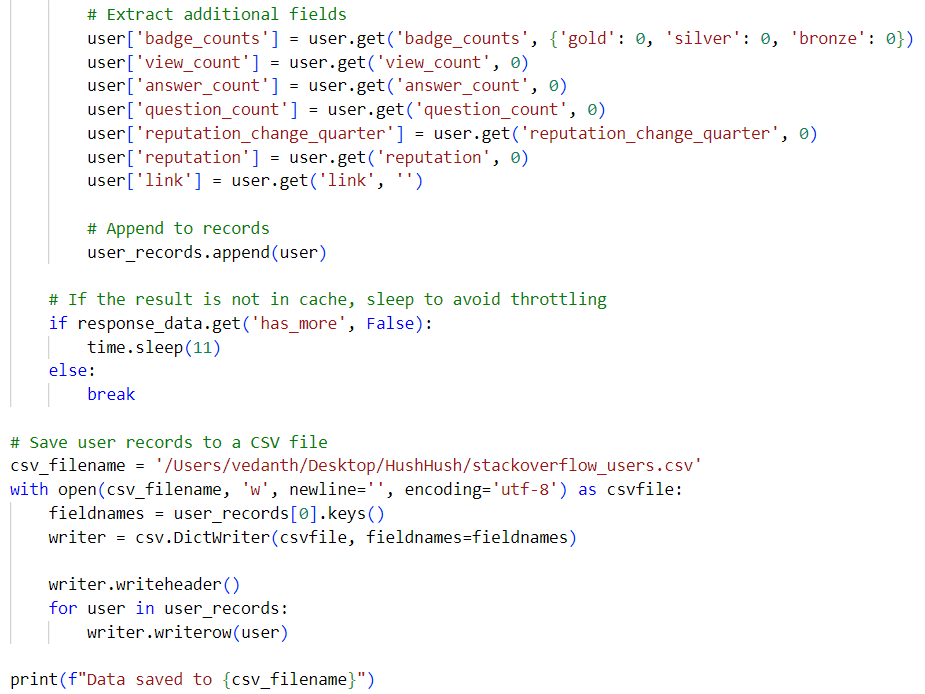 # Extract additional fields
        user['badge_counts'] = user.get('badge_counts', {'gold': 0, 'silver': 0, 'bronze': 0})
        user['view_count'] = user.get('view_count', 0)
        user['answer_count'] = user.get('answer_count', 0)
        user['question_count'] = user.get('question_count', 0)
        user['reputation_change_quarter'] = user.get('reputation_change_quarter', 0)
        user['reputation'] = user.get('reputation', 0)
        user['link'] = user.get('link', '')

        # Append to records
        user_records.append(user)

    # If the result is not in cache, sleep to avoid throttling
    if response_data.get('has_more', False):
        time.sleep(11)
    else:
        break

# Save user records to a CSV file
csv_filename = '/Users/vedanth/Desktop/HushHush/stackoverflow_users.csv'
with open(csv_filename, 'w', newline='', encoding='utf-8') as csvfile:
    fieldnames = user_records[0].keys()
    writer = csv.DictWriter(csvfile, fieldnames=fieldnames)

    writer.writeheader()
    for user in user_records:
        writer.writerow(user)

print(f"Data saved to {csv_filename}")